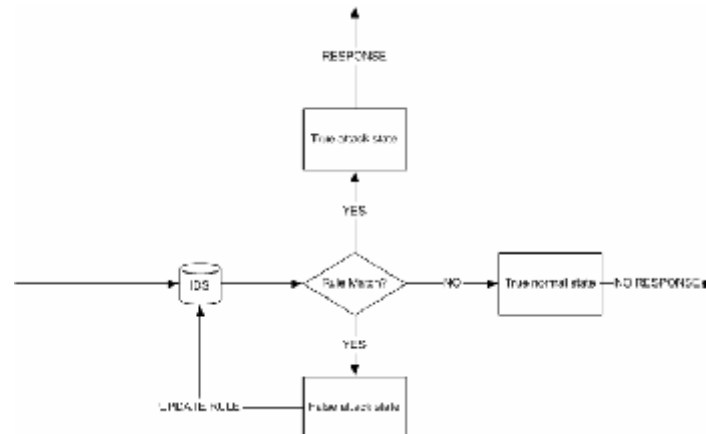 RESPONSE
True attack state
YES
IDS
Rule Match?
NO
True normal state
NO RESPONSE
YES
UPDATE RULE
False attack state